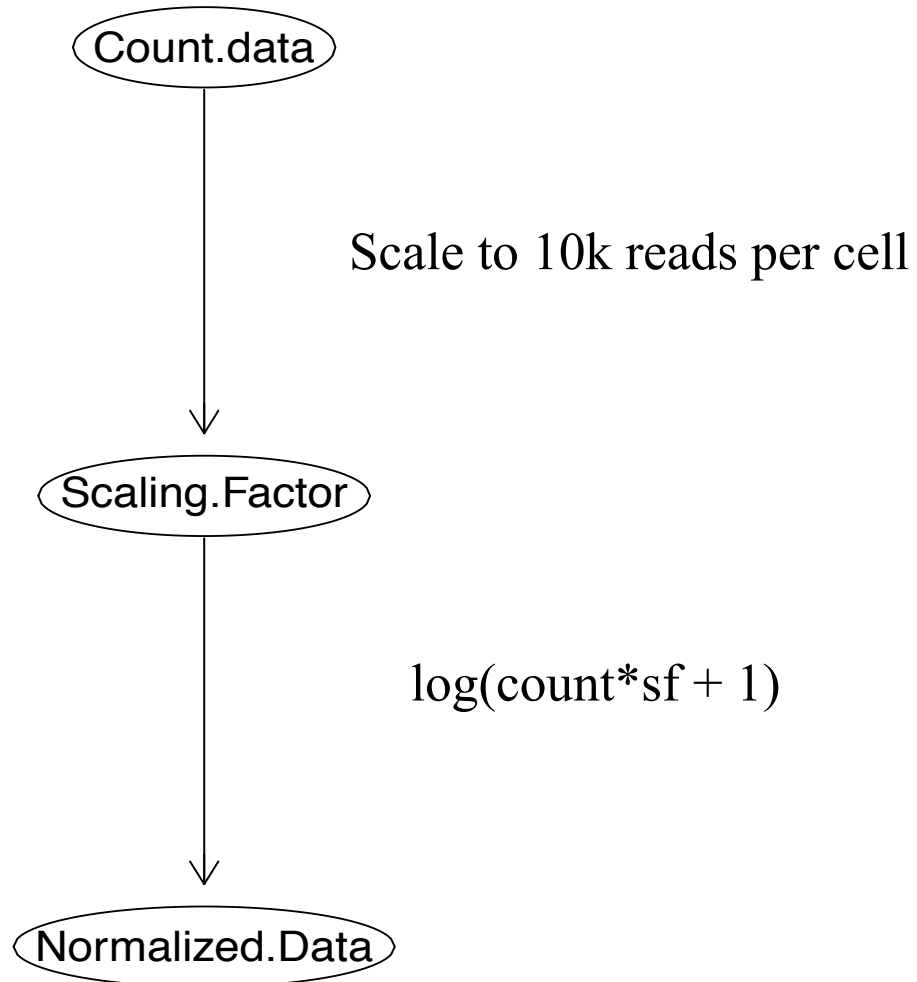 Count.data
Scale to 10k reads per cell
Scaling.Factor
log(count*sf + 1)
Normalized.Data